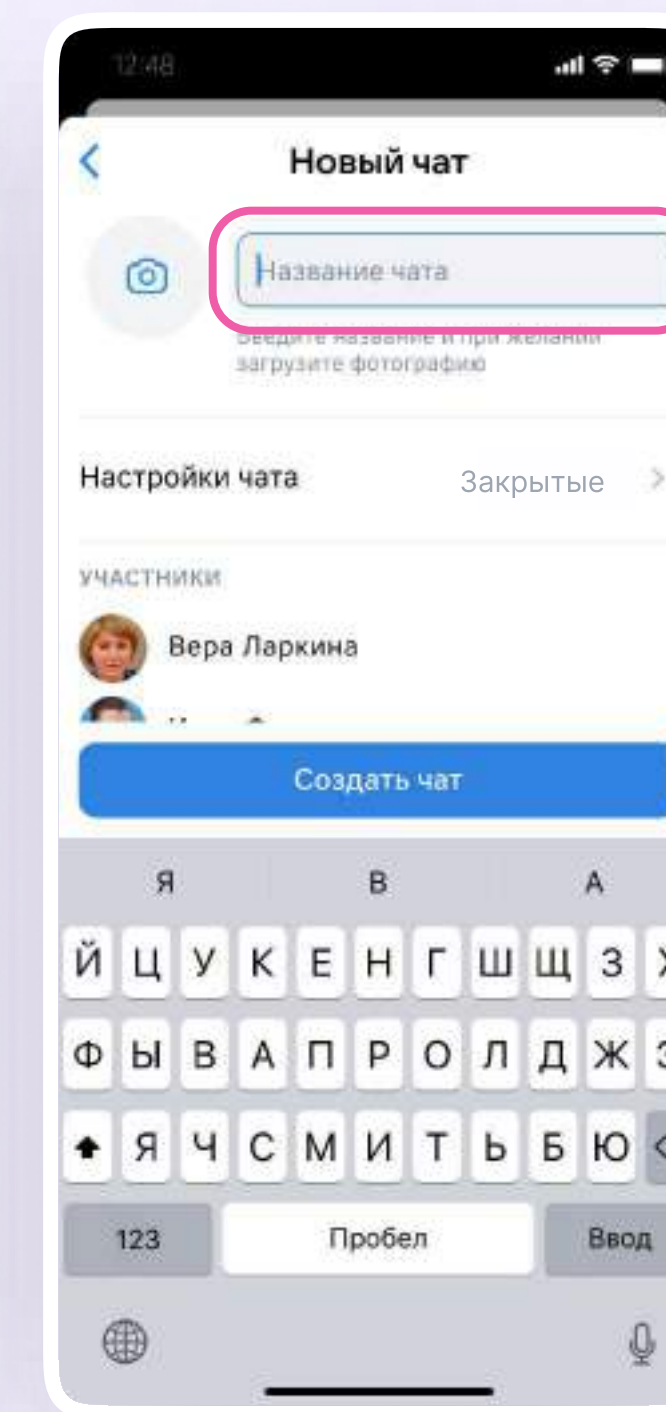 12:48
Новый чат
Название чата
Введите название и при желании
загрузите фотографию
Настройки чата
Закрытые
УЧАСТНИКИ
Вера Ларкина
Создать чат
Я В А
Й Ц У К Е Н Г Ш Щ З Х
Ф Ы В А П Р О Л Д Ж Э
Я Ч С М И Т Ь Б Ю
123 Пробел Ввод